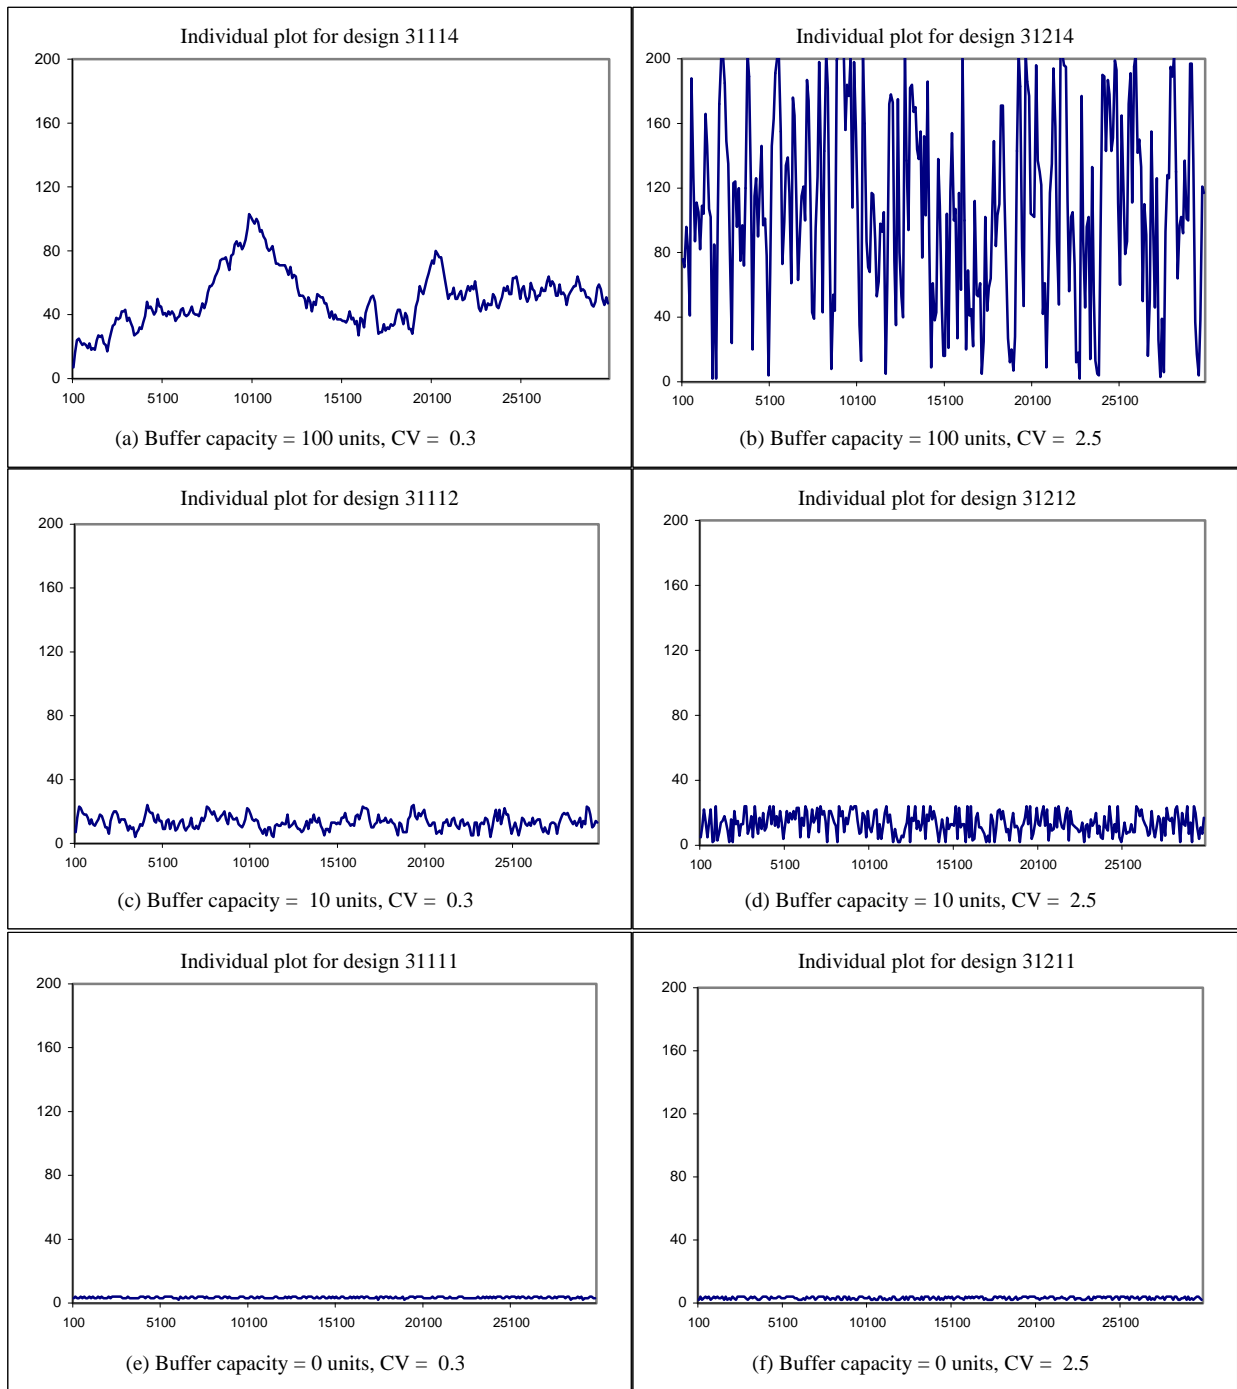 Individual plot for design 31114
200
160
120
80
40
0
100 5100 10100 15100 20100 25100
(a) Buffer capacity = 100 units, CV = 0.3
Individual plot for design 31214
200
160
120
80
40
0
100 5100 10100 15100 20100 25100
(b) Buffer capacity = 100 units, CV = 2.5
Individual plot for design 31112
200
160
120
80
40
0
100 5100 10100 15100 20100 25100
(c) Buffer capacity = 10 units, CV = 0.3
Individual plot for design 31212
200
160
120
80
40
0
100 5100 10100 15100 20100 25100
(d) Buffer capacity = 10 units, CV = 2.5
Individual plot for design 31111
200
160
120
80
40
0
100 5100 10100 15100 20100 25100
(e) Buffer capacity = 0 units, CV = 0.3
Individual plot for design 31211
200
160
120
80
40
0
100 5100 10100 15100 20100 25100
(f) Buffer capacity = 0 units, CV = 2.5